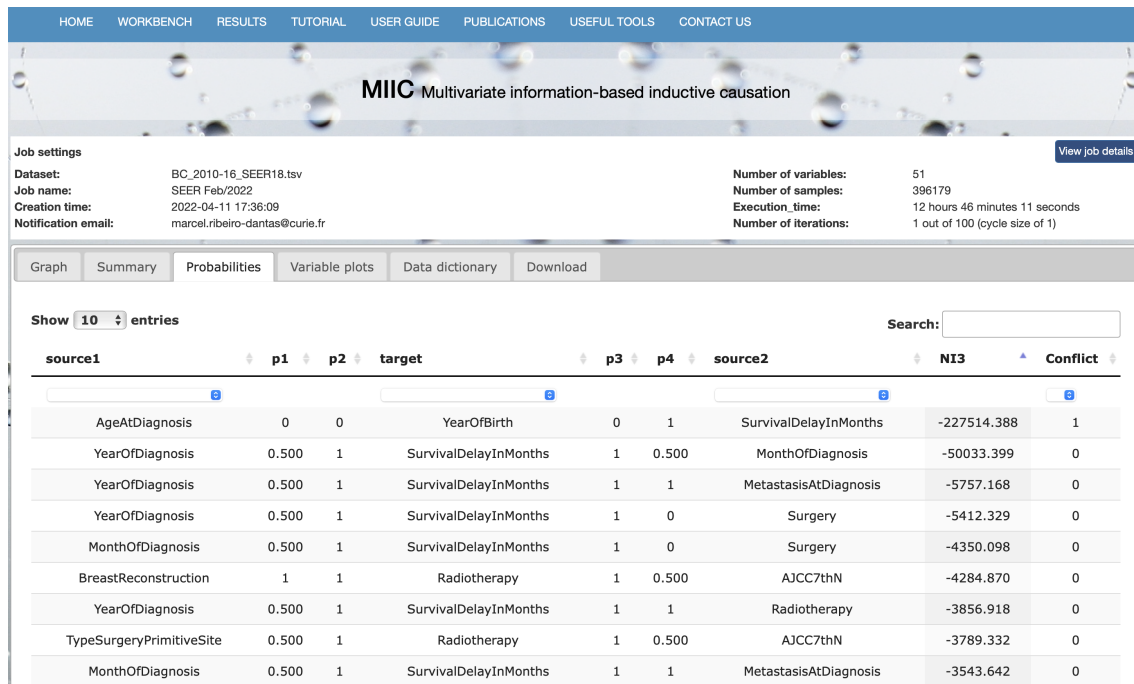 HOME WORKBENCH RESULTS TUTORIAL USER GUIDE PUBLICATIONS USEFUL TOOLS CONTACT US
MIIC Multivariate information-based inductive causation
Job settings View job details
Dataset: BC_2010-16_SEER18.tsv Number of variables: 51
Job name: SEER Feb/2022 Number of samples: 396179
Creation time: 2022-04-11 17:36:09 Execution_time: 12 hours 46 minutes 11 seconds
Notification email: marcel.ribeiro-dantas@curie.fr Number of iterations: 1 out of 100 (cycle size of 1)
Graph Summary Probabilities Variable plots Data dictionary Download
Show 10 entries Search:
source1 p1 p2 target p3 p4 source2 NI3 Conflict
AgeAtDiagnosis 0 0 YearOfBirth 0 1 SurvivalDelayInMonths -227514.388 1
YearOfDiagnosis 0.500 1 SurvivalDelayInMonths 1 0.500 MonthOfDiagnosis -50033.399 0
YearOfDiagnosis 0.500 1 SurvivalDelayInMonths 1 1 MetastasisAtDiagnosis -5757.168 0
YearOfDiagnosis 0.500 1 SurvivalDelayInMonths 1 0 Surgery -5412.329 0
MonthOfDiagnosis 0.500 1 SurvivalDelayInMonths 1 0 Surgery -4350.098 0
BreastReconstruction 1 1 Radiotherapy 1 0.500 AJCC7thN -4284.870 0
YearOfDiagnosis 0.500 1 SurvivalDelayInMonths 1 1 Radiotherapy -3856.918 0
TypeSurgeryPrimitiveSite 0.500 1 Radiotherapy 1 0.500 AJCC7thN -3789.332 0
MonthOfDiagnosis 0.500 1 SurvivalDelayInMonths 1 1 MetastasisAtDiagnosis -3543.642 0